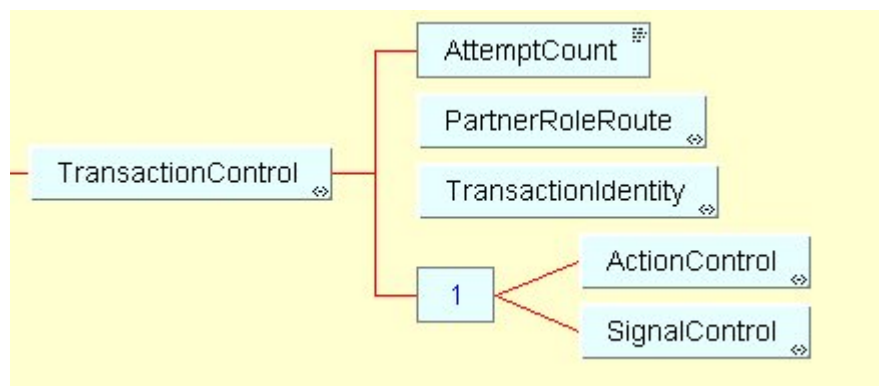 AttemptCount
PartnerRoleRoute
TransactionControl
TransactionIdentity
ActionControl
1
SignalControl